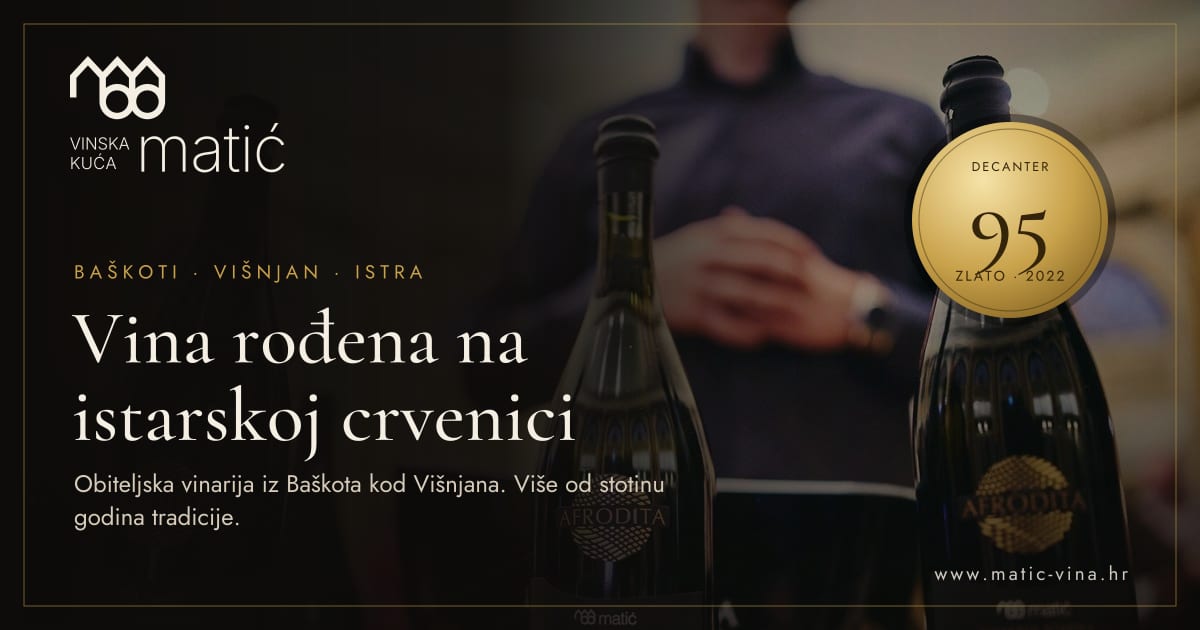 VINSKA
KUĆA
matić
BAŠKOTI · VIŠNJAN · ISTRA
Vina rođena na
istarskoj crvenici
Obiteljska vinarija iz Baškota kod Višnjana. Više od stotinu
godina tradicije.
DECANTER
95
ZLATO · 2022
AFRODITA
AFRODITA
www.matic-vina.hr
matić
matić